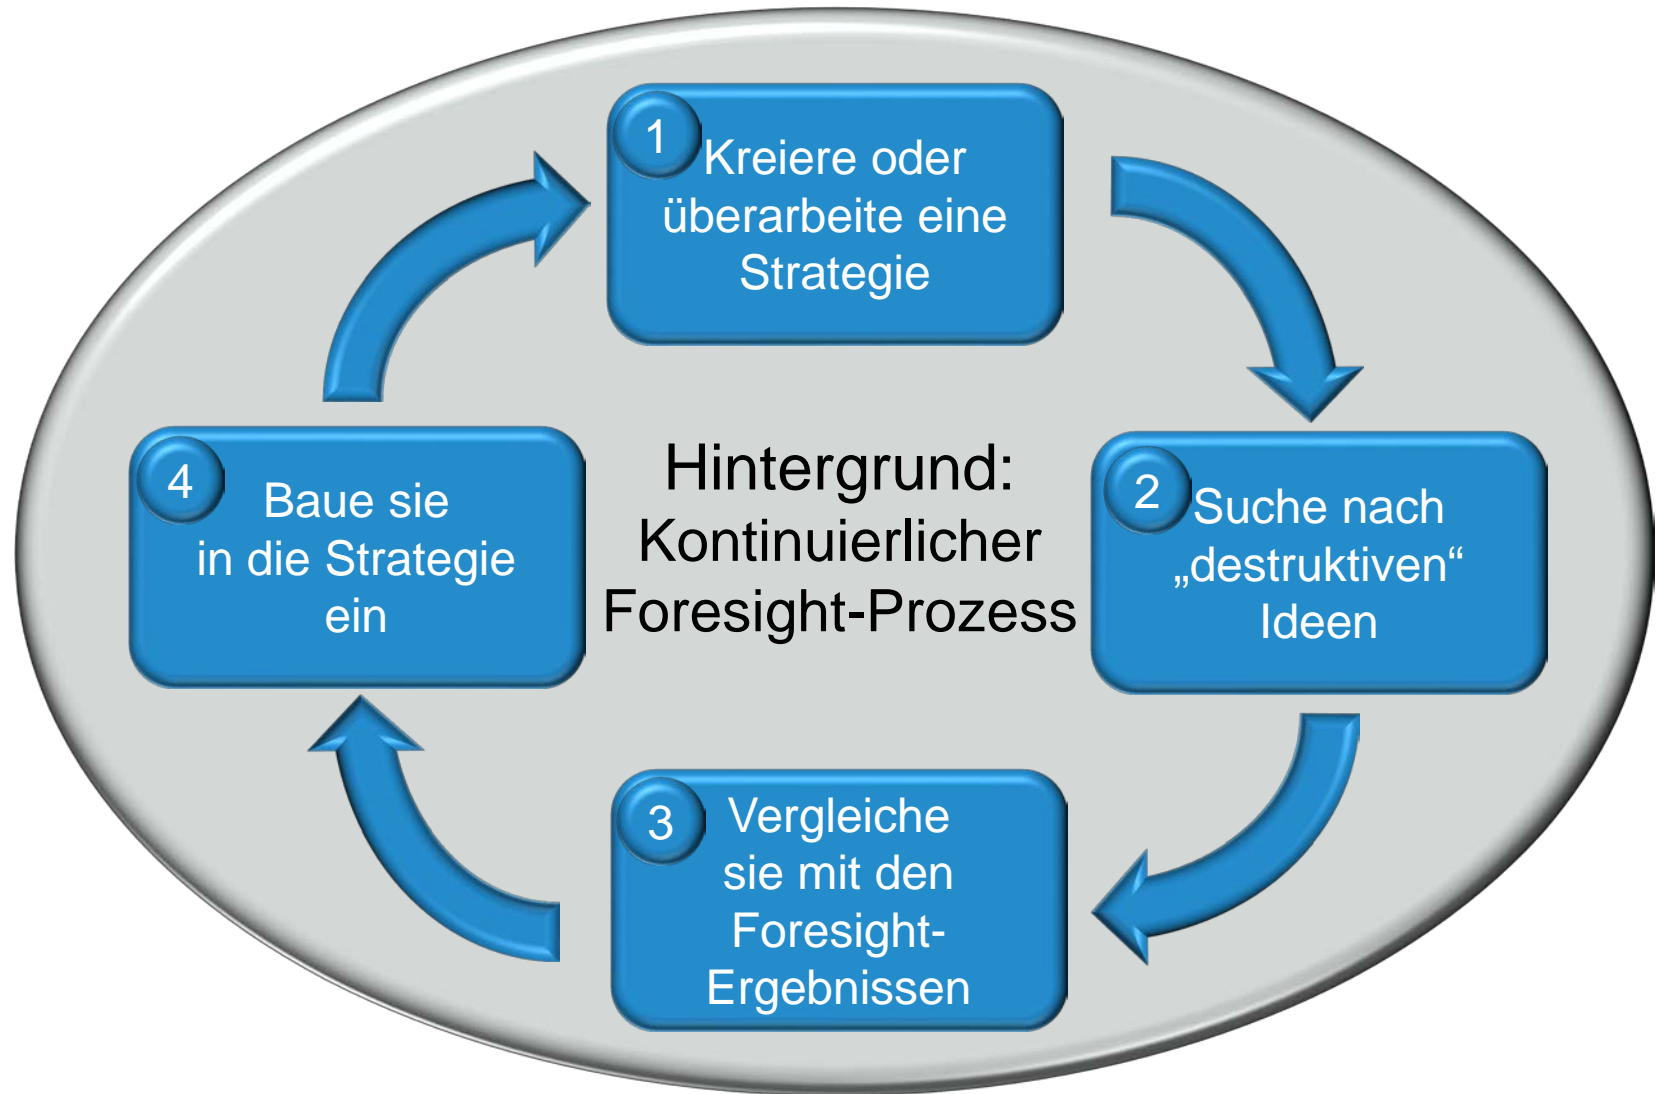 1
Kreiere oder
überarbeite eine
Strategie
2
Suche nach
„destruktiven“
Ideen
3
Vergleiche
sie mit den
Foresight-
Ergebnissen
4
Baue sie
in die Strategie
ein
Hintergrund:
Kontinuierlicher
Foresight-Prozess